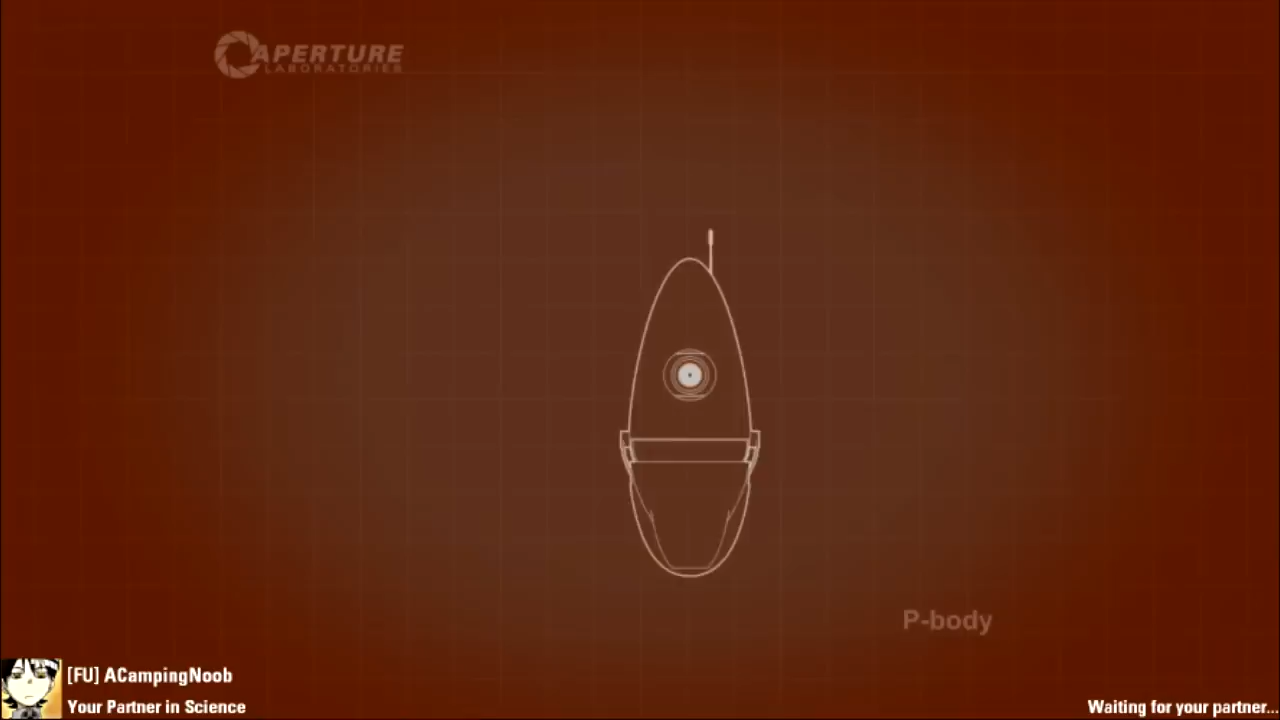 APERTURE
LABORATORIES
P-body
[FU] ACampingNoob
Your Partner in Science
Waiting for your partner...